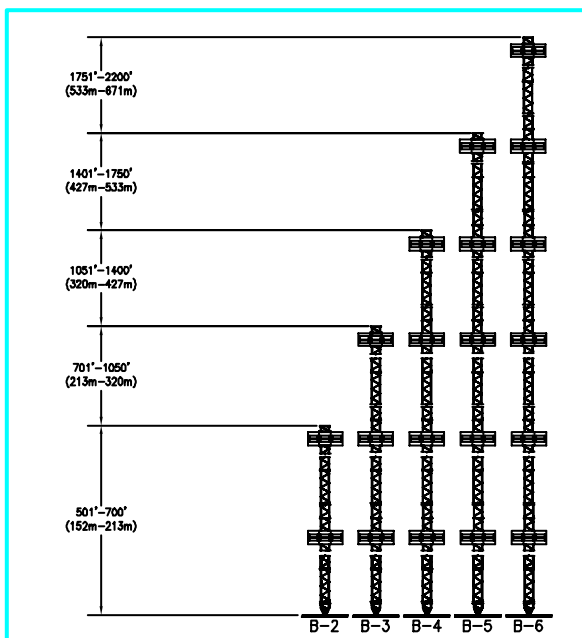 1751'-2200'
(533m-671m)
1401'-1750'
(427m-533m)
1051'-1400'
(320m-427m)
701'-1050'
(213m-320m)
501'-700'
(152m-213m)
B-2 B-3 B-4 B-5 B-6